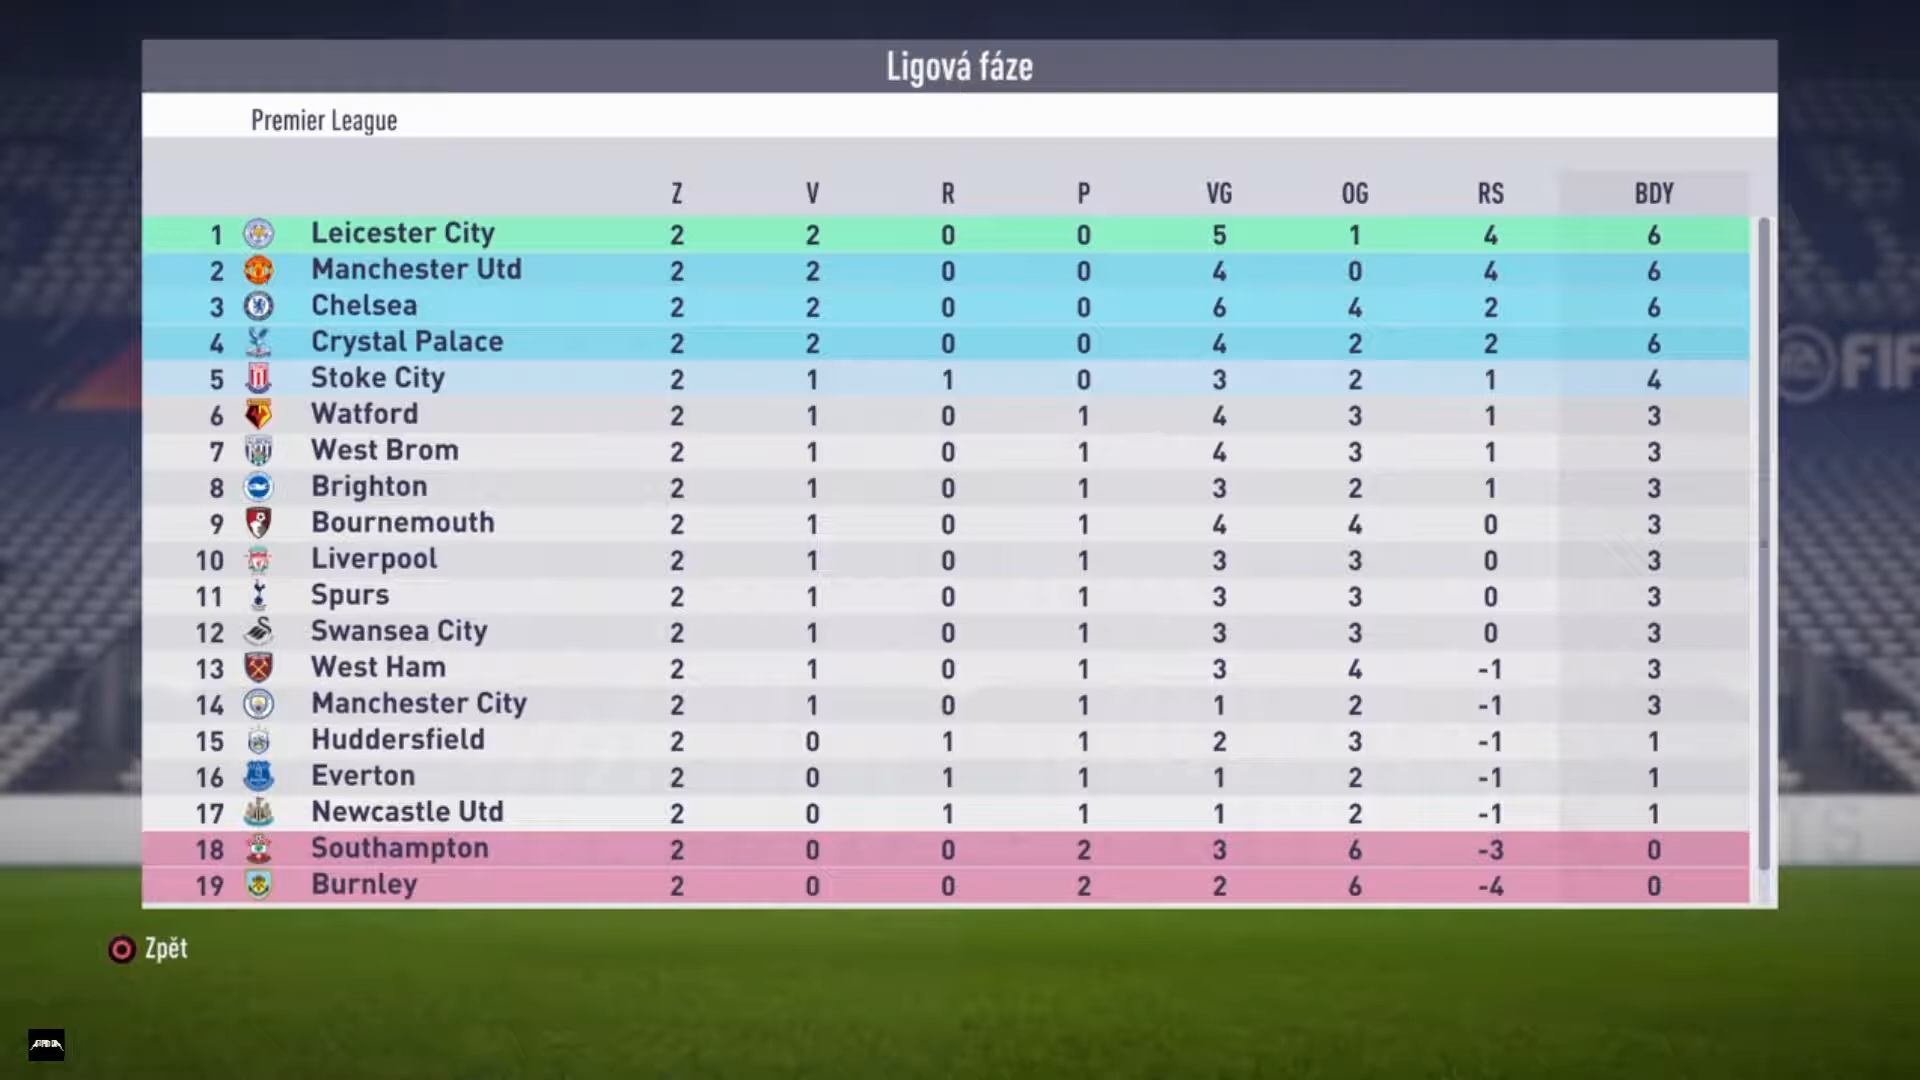 Ligová fáze
Premier League
Z V R P VG OG RS BDY
1 Leicester City 2 2 0 0 5 1 4 6
2 Manchester Utd 2 2 0 0 4 0 4 6
3 Chelsea 2 2 0 0 6 4 2 6
4 Crystal Palace 2 2 0 0 4 2 2 6
5 Stoke City 2 1 1 0 3 2 1 4
6 Watford 2 1 0 1 4 3 1 3
7 West Brom 2 1 0 1 4 3 1 3
8 Brighton 2 1 0 1 3 2 1 3
9 Bournemouth 2 1 0 1 4 4 0 3
10 Liverpool 2 1 0 1 3 3 0 3
11 Spurs 2 1 0 1 3 3 0 3
12 Swansea City 2 1 0 1 3 3 0 3
13 West Ham 2 1 0 1 3 4 -1 3
14 Manchester City 2 1 0 1 1 2 -1 3
15 Huddersfield 2 0 1 1 2 3 -1 1
16 Everton 2 0 1 1 1 2 -1 1
17 Newcastle Utd 2 0 1 1 1 2 -1 1
18 Southampton 2 0 0 2 3 6 -3 0
19 Burnley 2 0 0 2 2 6 -4 0
Zpět